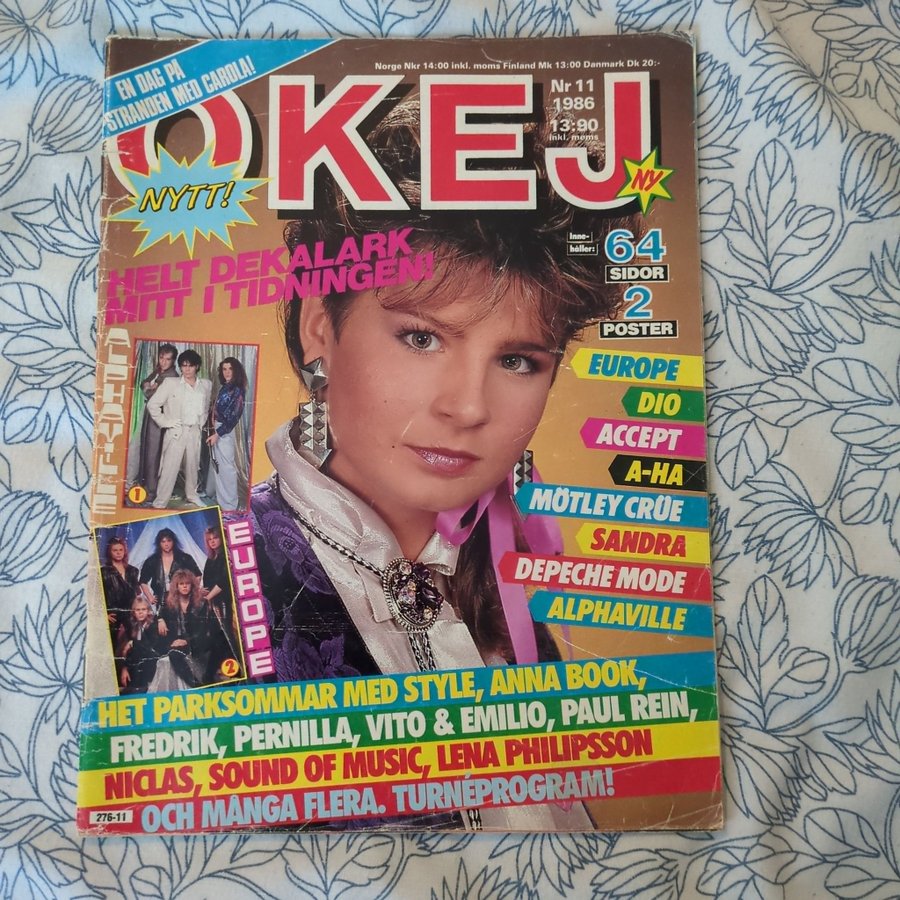 EN DAG PÅ
STRANDEN MED CAROLA!
Norge Nkr 14:00 inkl. moms Finland Mk 13:00 Danmark Dk 20:-
OKEJ
Nr 11
1986
13:90
inkl. moms
NYTT!
NY
HELT DEKALARK
MITT I TIDNINGEN!
Inne-
håller:
64
SIDOR
2
POSTER
ALPHAVILLE
1
EUROPE
2
EUROPE
DIO
ACCEPT
A-HA
MÖTLEY CRÜE
SANDRA
DEPECHE MODE
ALPHAVILLE
HET PARKSOMMAR MED STYLE, ANNA BOOK,
FREDRIK, PERNILLA, VITO & EMILIO, PAUL REIN,
NICLAS, SOUND OF MUSIC, LENA PHILIPSSON
OCH MÅNGA FLERA. TURNÉPROGRAM!
276-11